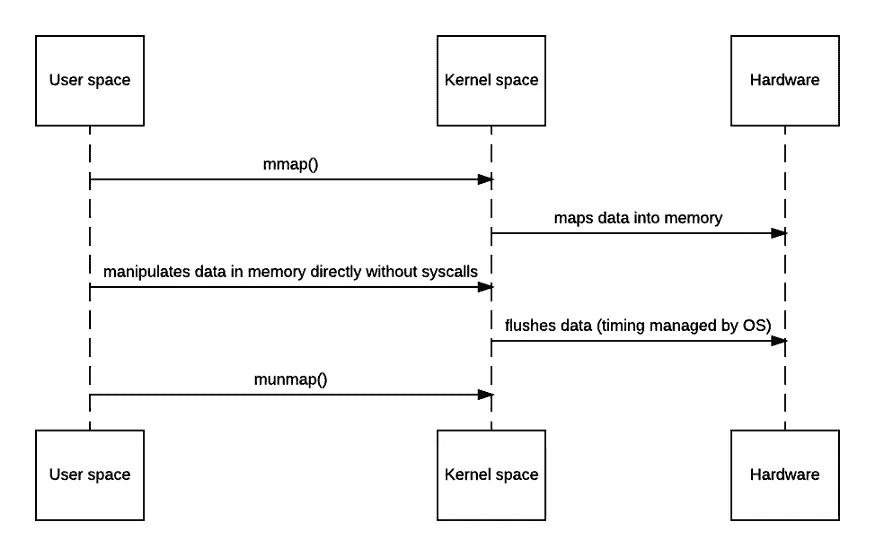 User space
Kernel space
Hardware
mmap()
maps data into memory
manipulates data in memory directly without syscalls
flushes data (timing managed by OS)
munmap()
User space
Kernel space
Hardware